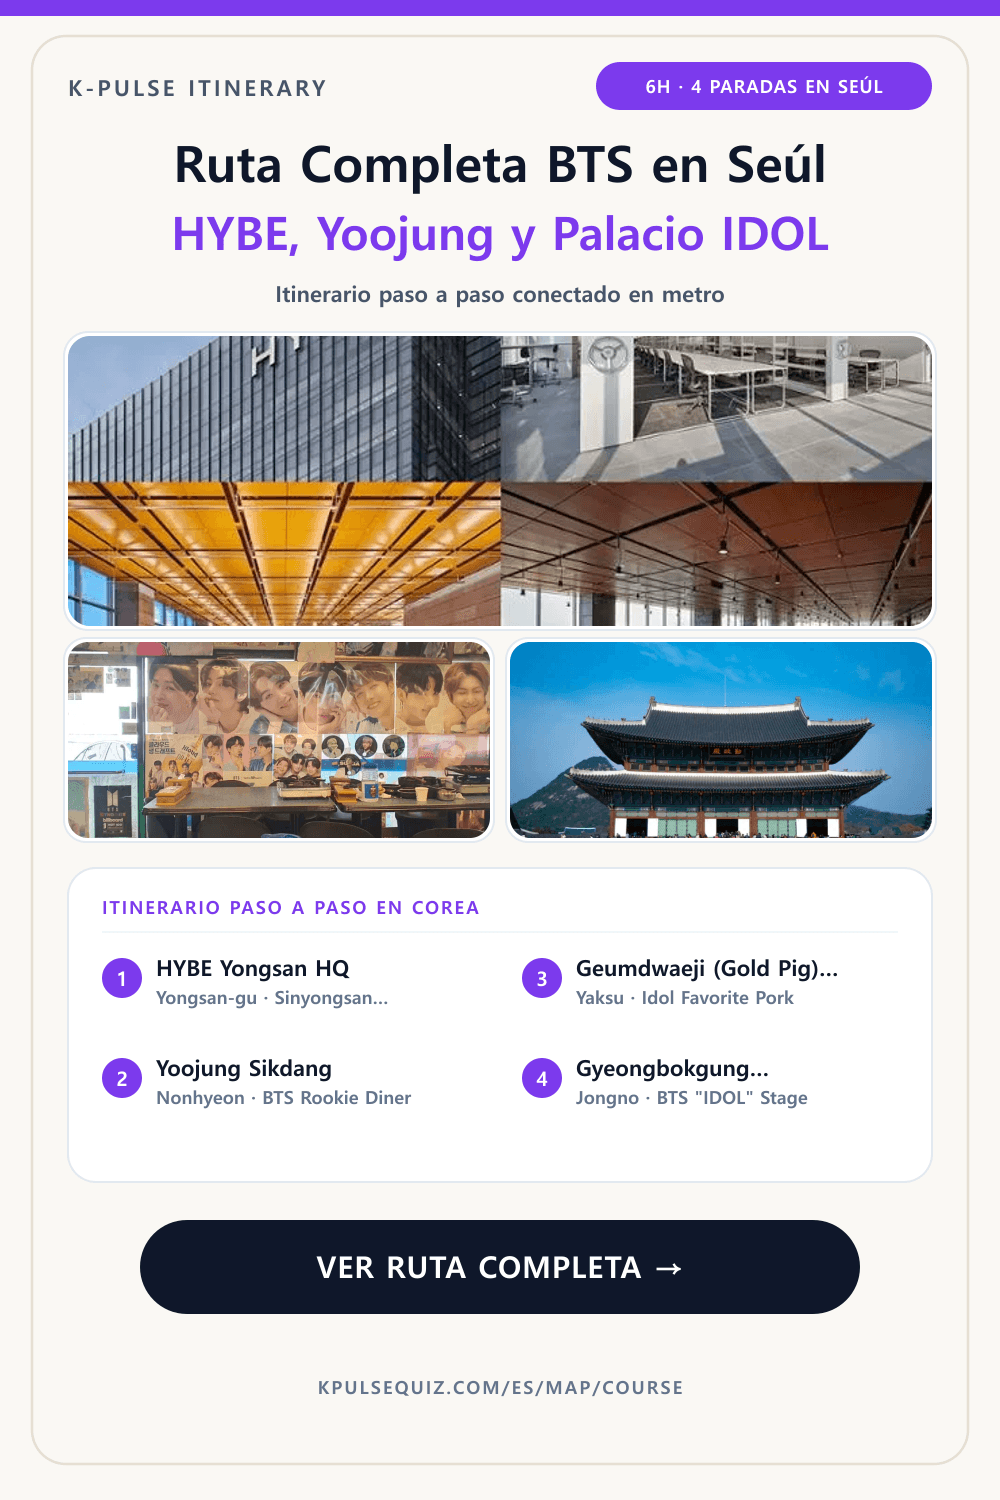 K-PULSE ITINERARY
6H · 4 PARADAS EN SEÚL
Ruta Completa BTS en Seúl
HYBE, Yoojung y Palacio IDOL
Itinerario paso a paso conectado en metro
ITINERARIO PASO A PASO EN COREA
1
HYBE Yongsan HQ
Yongsan-gu · Sinyongsan...
2
Yoojung Sikdang
Nonhyeon · BTS Rookie Diner
3
Geumdwaeji (Gold Pig)...
Yaksu · Idol Favorite Pork
4
Gyeongbokgung...
Jongno · BTS "IDOL" Stage
VER RUTA COMPLETA →
KPULSEQUIZ.COM/ES/MAP/COURSE